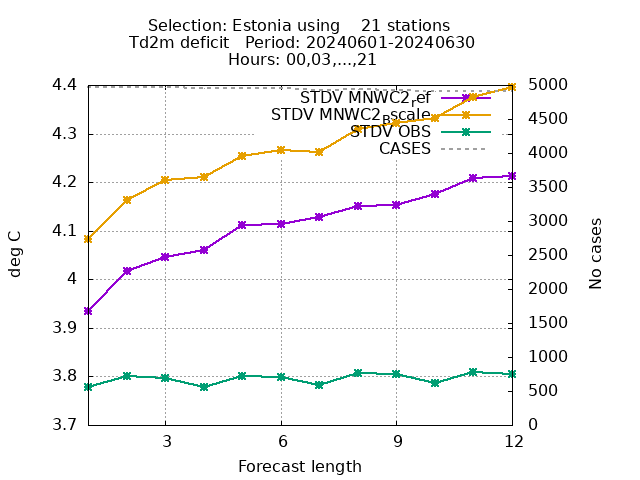 Selection: Estonia using    21 stations
Td2m deficit   Period: 20240601-20240630
Hours: 00,03,...,21
STDV MNWC2_ref
STDV MNWC2_Bscale
STDV OBS
CASES
4.4
4.3
4.2
4.1
4
3.9
3.8
3.7
deg C
5000
4500
4000
3500
3000
2500
2000
1500
1000
500
0
No cases
3 6 9 12
Forecast length